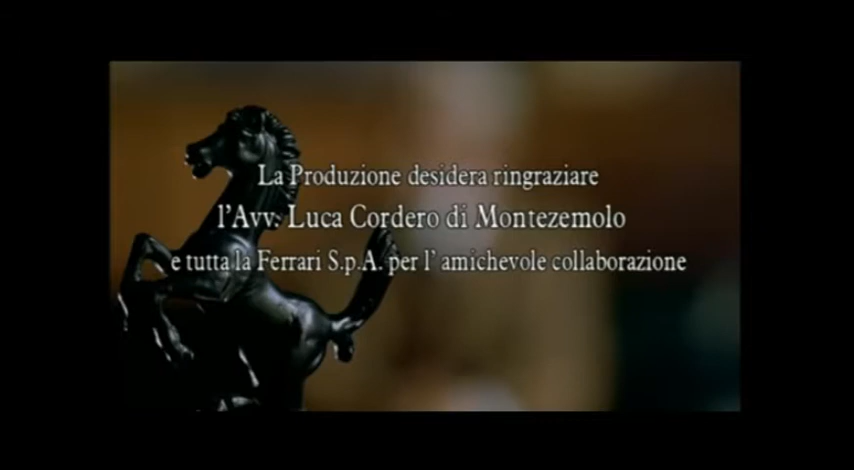 La Produzione desidera ringraziare
l'Avv. Luca Cordero di Montezemolo
e tutta la Ferrari S.p.A. per l' amichevole collaborazione